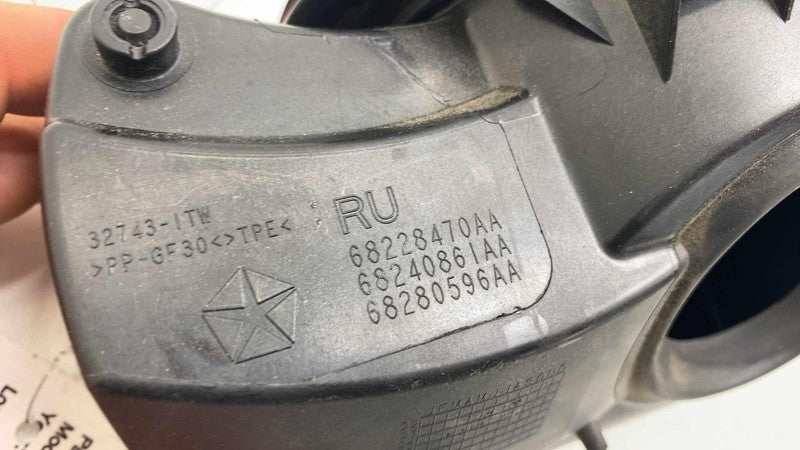 32743-ITW
>PP-GF30<>TPE<
RU
68228470AA
68240861AA
68280596AA